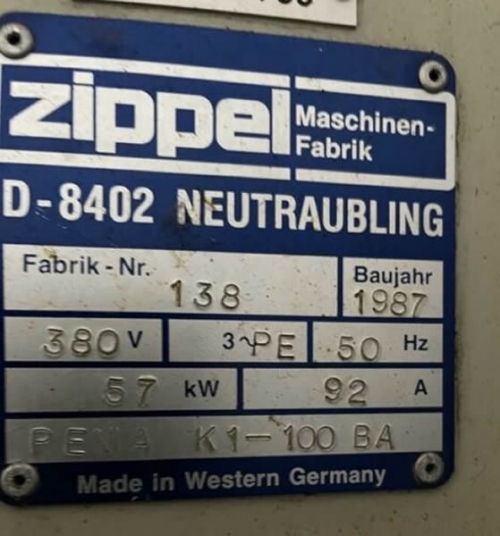 zippel Maschinen-
Fabrik
D-8402 NEUTRAUBLING
Fabrik-Nr. 138 Baujahr 1987
380 V 3~PE 50 Hz
57 kW 92 A
K1-100 BA
Made in Western Germany